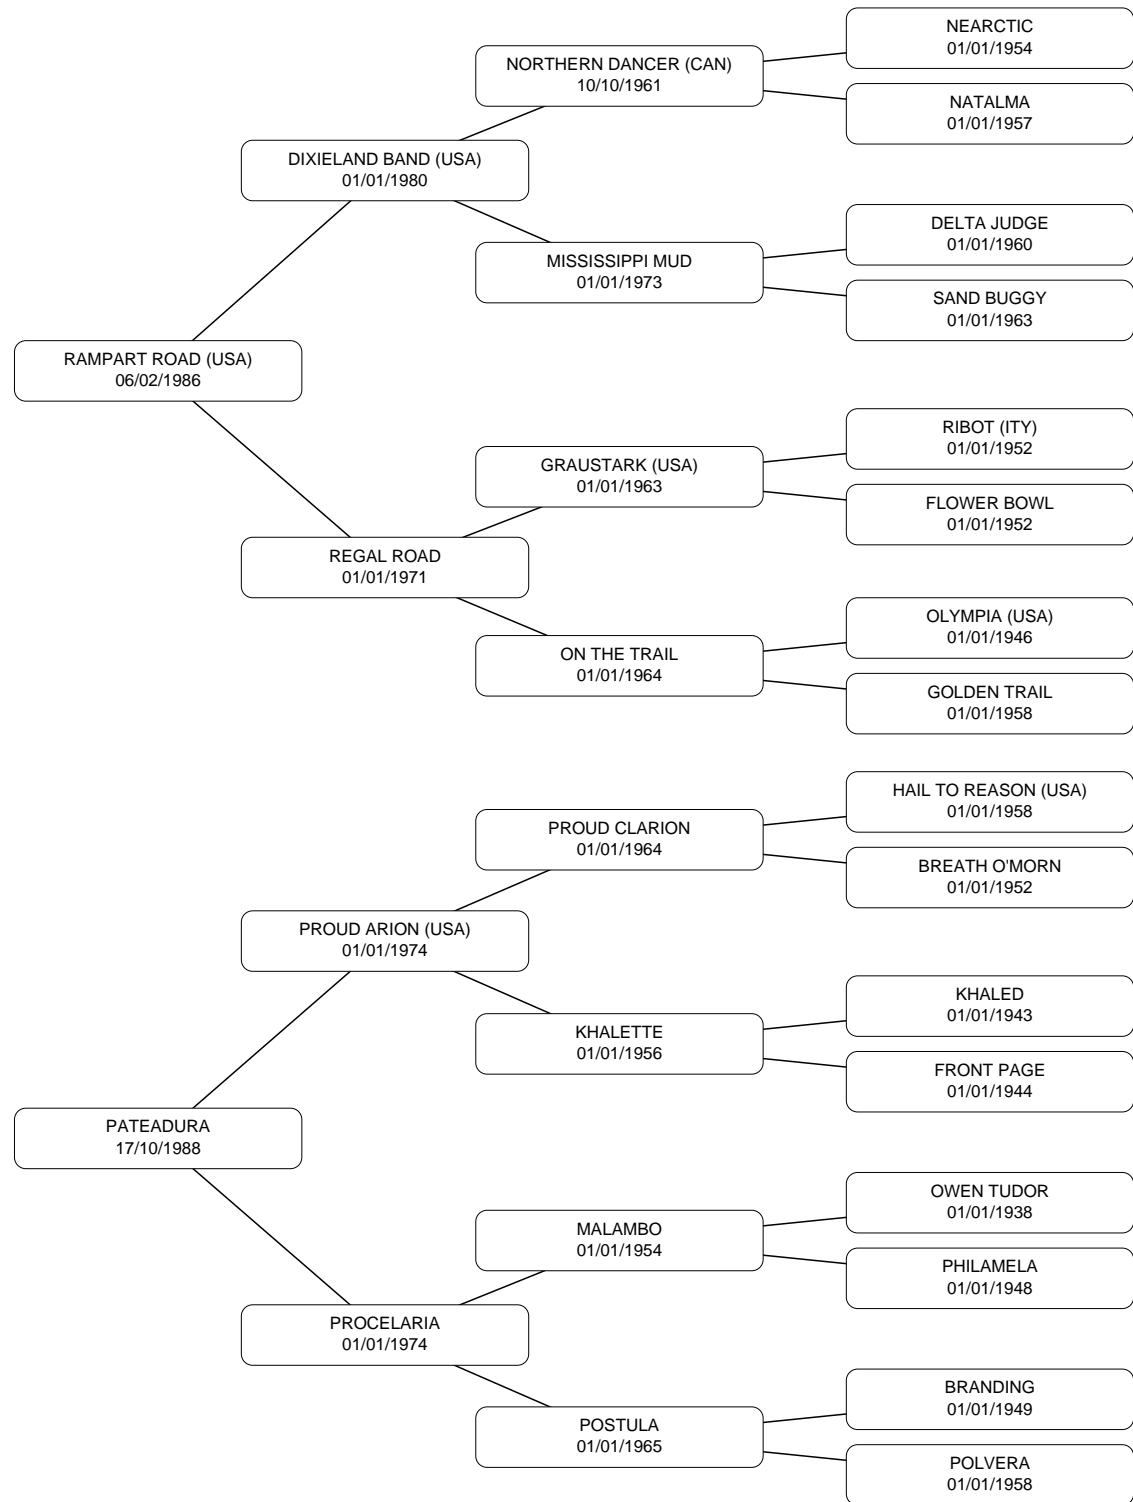 NEARCTIC
01/01/1954
NORTHERN DANCER (CAN)
10/10/1961
NATALMA
01/01/1957
DIXIELAND BAND (USA)
01/01/1980
DELTA JUDGE
01/01/1960
MISSISSIPPI MUD
01/01/1973
SAND BUGGY
01/01/1963
RAMPART ROAD (USA)
06/02/1986
RIBOT (ITY)
01/01/1952
GRAUSTARK (USA)
01/01/1963
FLOWER BOWL
01/01/1952
REGAL ROAD
01/01/1971
OLYMPIA (USA)
01/01/1946
ON THE TRAIL
01/01/1964
GOLDEN TRAIL
01/01/1958
HAIL TO REASON (USA)
01/01/1958
PROUD CLARION
01/01/1964
BREATH O'MORN
01/01/1952
PROUD ARION (USA)
01/01/1974
KHALED
01/01/1943
KHALETTE
01/01/1956
FRONT PAGE
01/01/1944
PATEADURA
17/10/1988
OWEN TUDOR
01/01/1938
MALAMBO
01/01/1954
PHILAMELA
01/01/1948
PROCELARIA
01/01/1974
BRANDING
01/01/1949
POSTULA
01/01/1965
POLVERA
01/01/1958